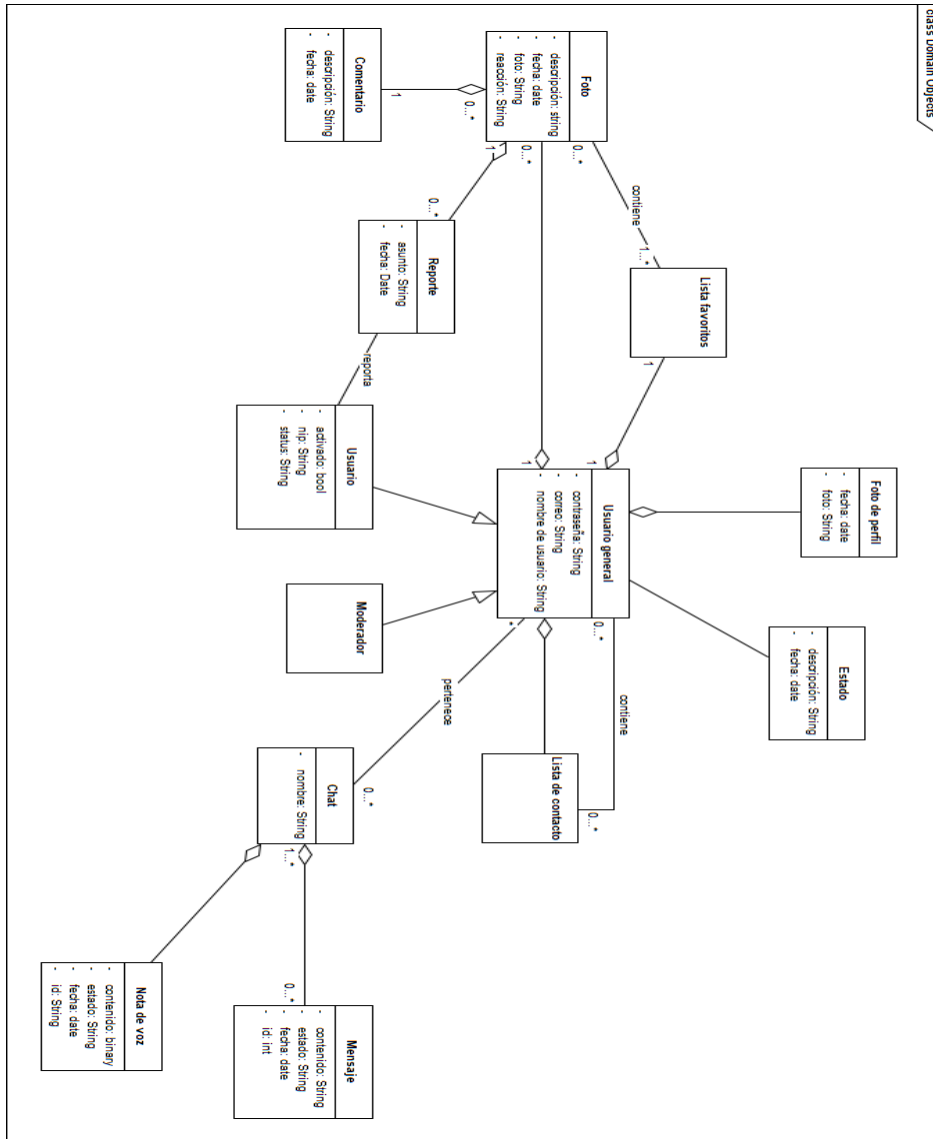 class Domain Objects
Foto de perfil
- fecha: date
- foto: String
Estado
- descripción: String
- fecha: date
Lista favoritos
1...*
1
contiene
0...*
Foto
- descripción: string
- fecha: date
- foto: String
- reacción: String
0...*
0...*
1
1
Usuario general
- contraseña: String
- correo: String
- nombre de usuario: String
1
1
0...*
*
contiene
0...*
Lista de contacto
Comentario
- descripción: String
- fecha: date
1
0...*
Reporte
- asunto: String
- fecha: Date
reporta
Usuario
- activado: bool
- nip: String
- status: String
Moderador
pertenece
0...*
Chat
- nombre: String
1...*
0...*
Mensaje
- contenido: String
- estado: String
- fecha: date
- id: int
Nota de voz
- contenido: binary
- estado: String
- fecha: date
- id: String